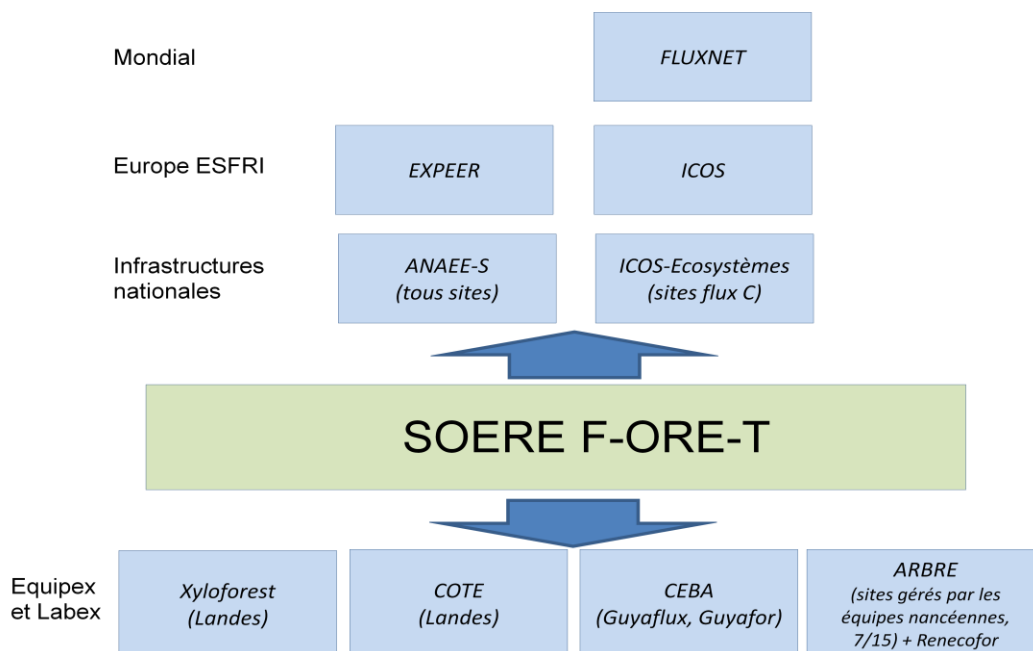 Mondial
FLUXNET
Europe ESFRI
EXPEER
ICOS
Infrastructures
nationales
ANAEE-S
(tous sites)
ICOS-Ecosystèmes
(sites flux C)
SOERE F-ORE-T
Equipex
et Labex
Xyloforest
(Landes)
COTE
(Landes)
CEBA
(Guyaflux, Guyafor)
ARBRE
(sites gérés par les
équipes nancéennes,
7/15) + Renecofor